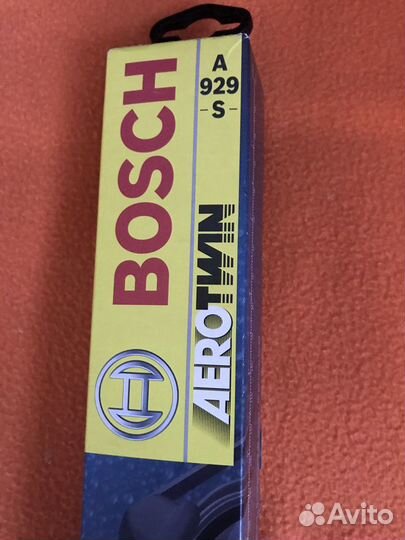 BOSCH
A
929
-S-
AEROTWIN
Avito